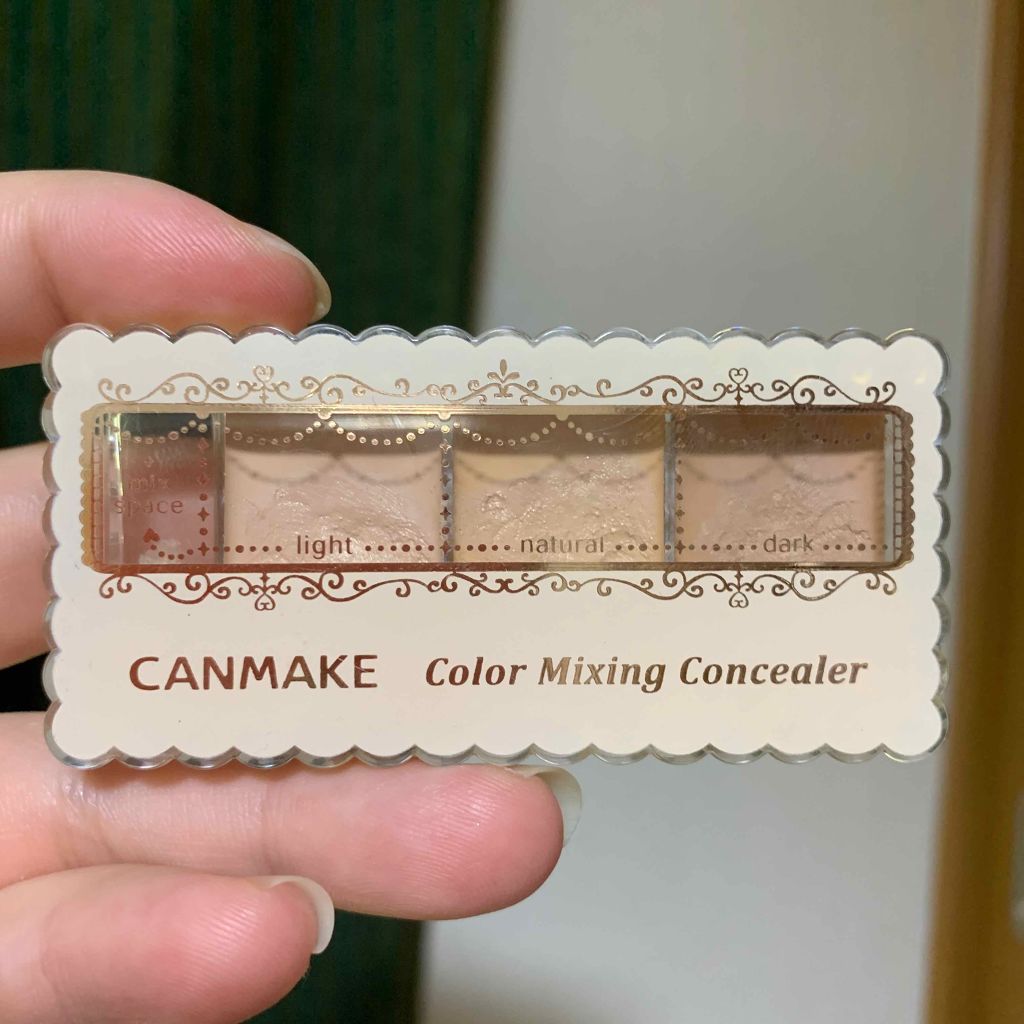 mix
space
light
natural
dark
CANMAKE Color Mixing Concealer